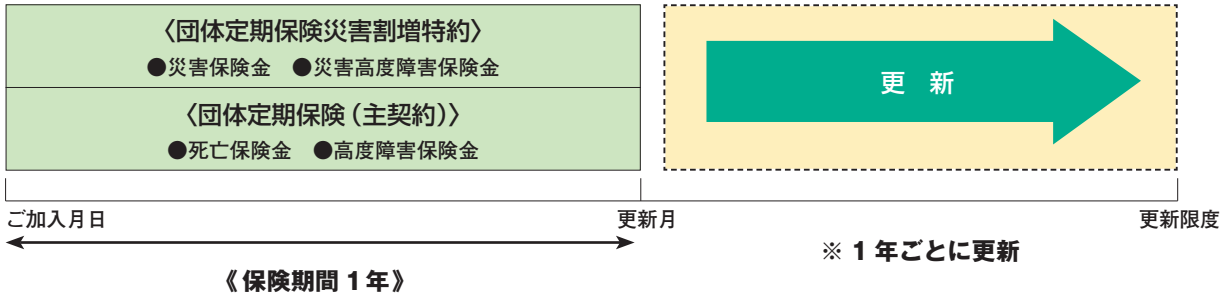 〈団体定期保険災害割増特約〉
●災害保険金　●災害高度障害保険金
〈団体定期保険（主契約）〉
●死亡保険金　●高度障害保険金
更　新
ご加入月日
更新月
更新限度
《保険期間 1 年》
※ 1 年ごとに更新